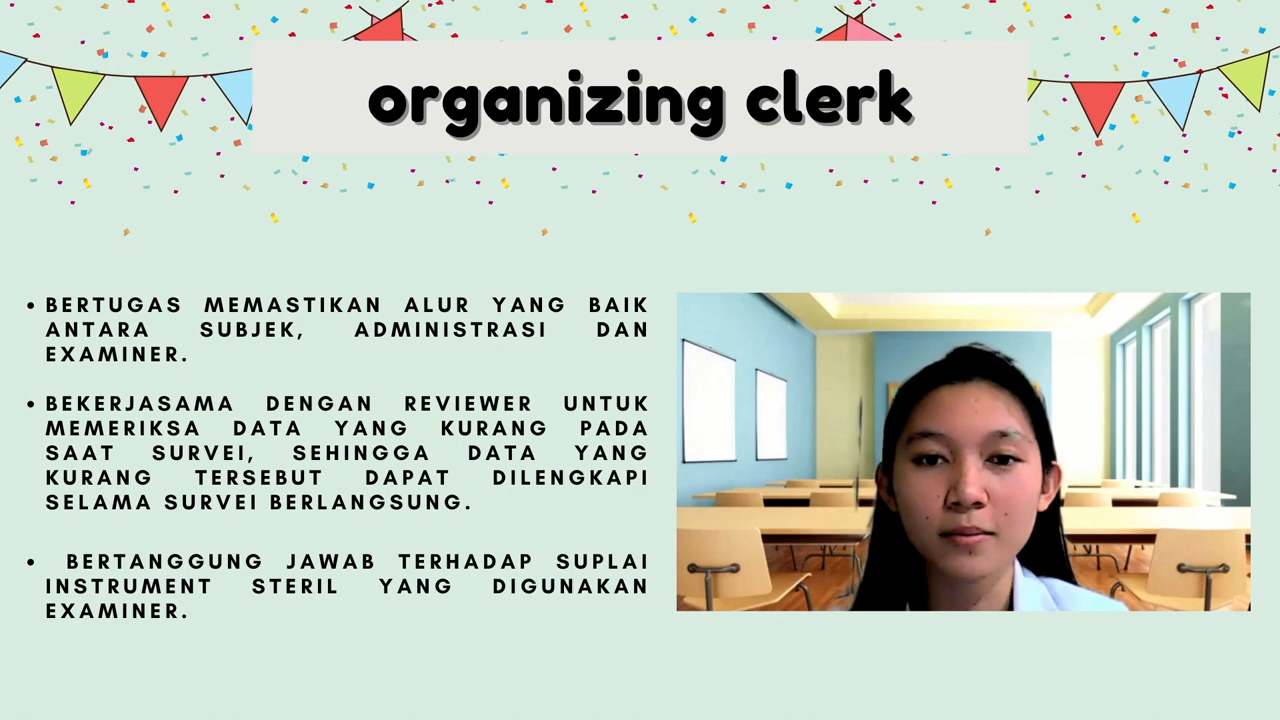 organizing clerk
• BERTUGAS MEMASTIKAN ALUR YANG BAIK
ANTARA SUBJEK, ADMINISTRASI DAN
EXAMINER.
• BEKERJASAMA DENGAN REVIEWER UNTUK
MEMERIKSA DATA YANG KURANG PADA
SAAT SURVEI, SEHINGGA DATA YANG
KURANG TERSEBUT DAPAT DILENGKAPI
SELAMA SURVEI BERLANGSUNG.
• BERTANGGUNG JAWAB TERHADAP SUPLAI
INSTRUMENT STERIL YANG DIGUNAKAN
EXAMINER.